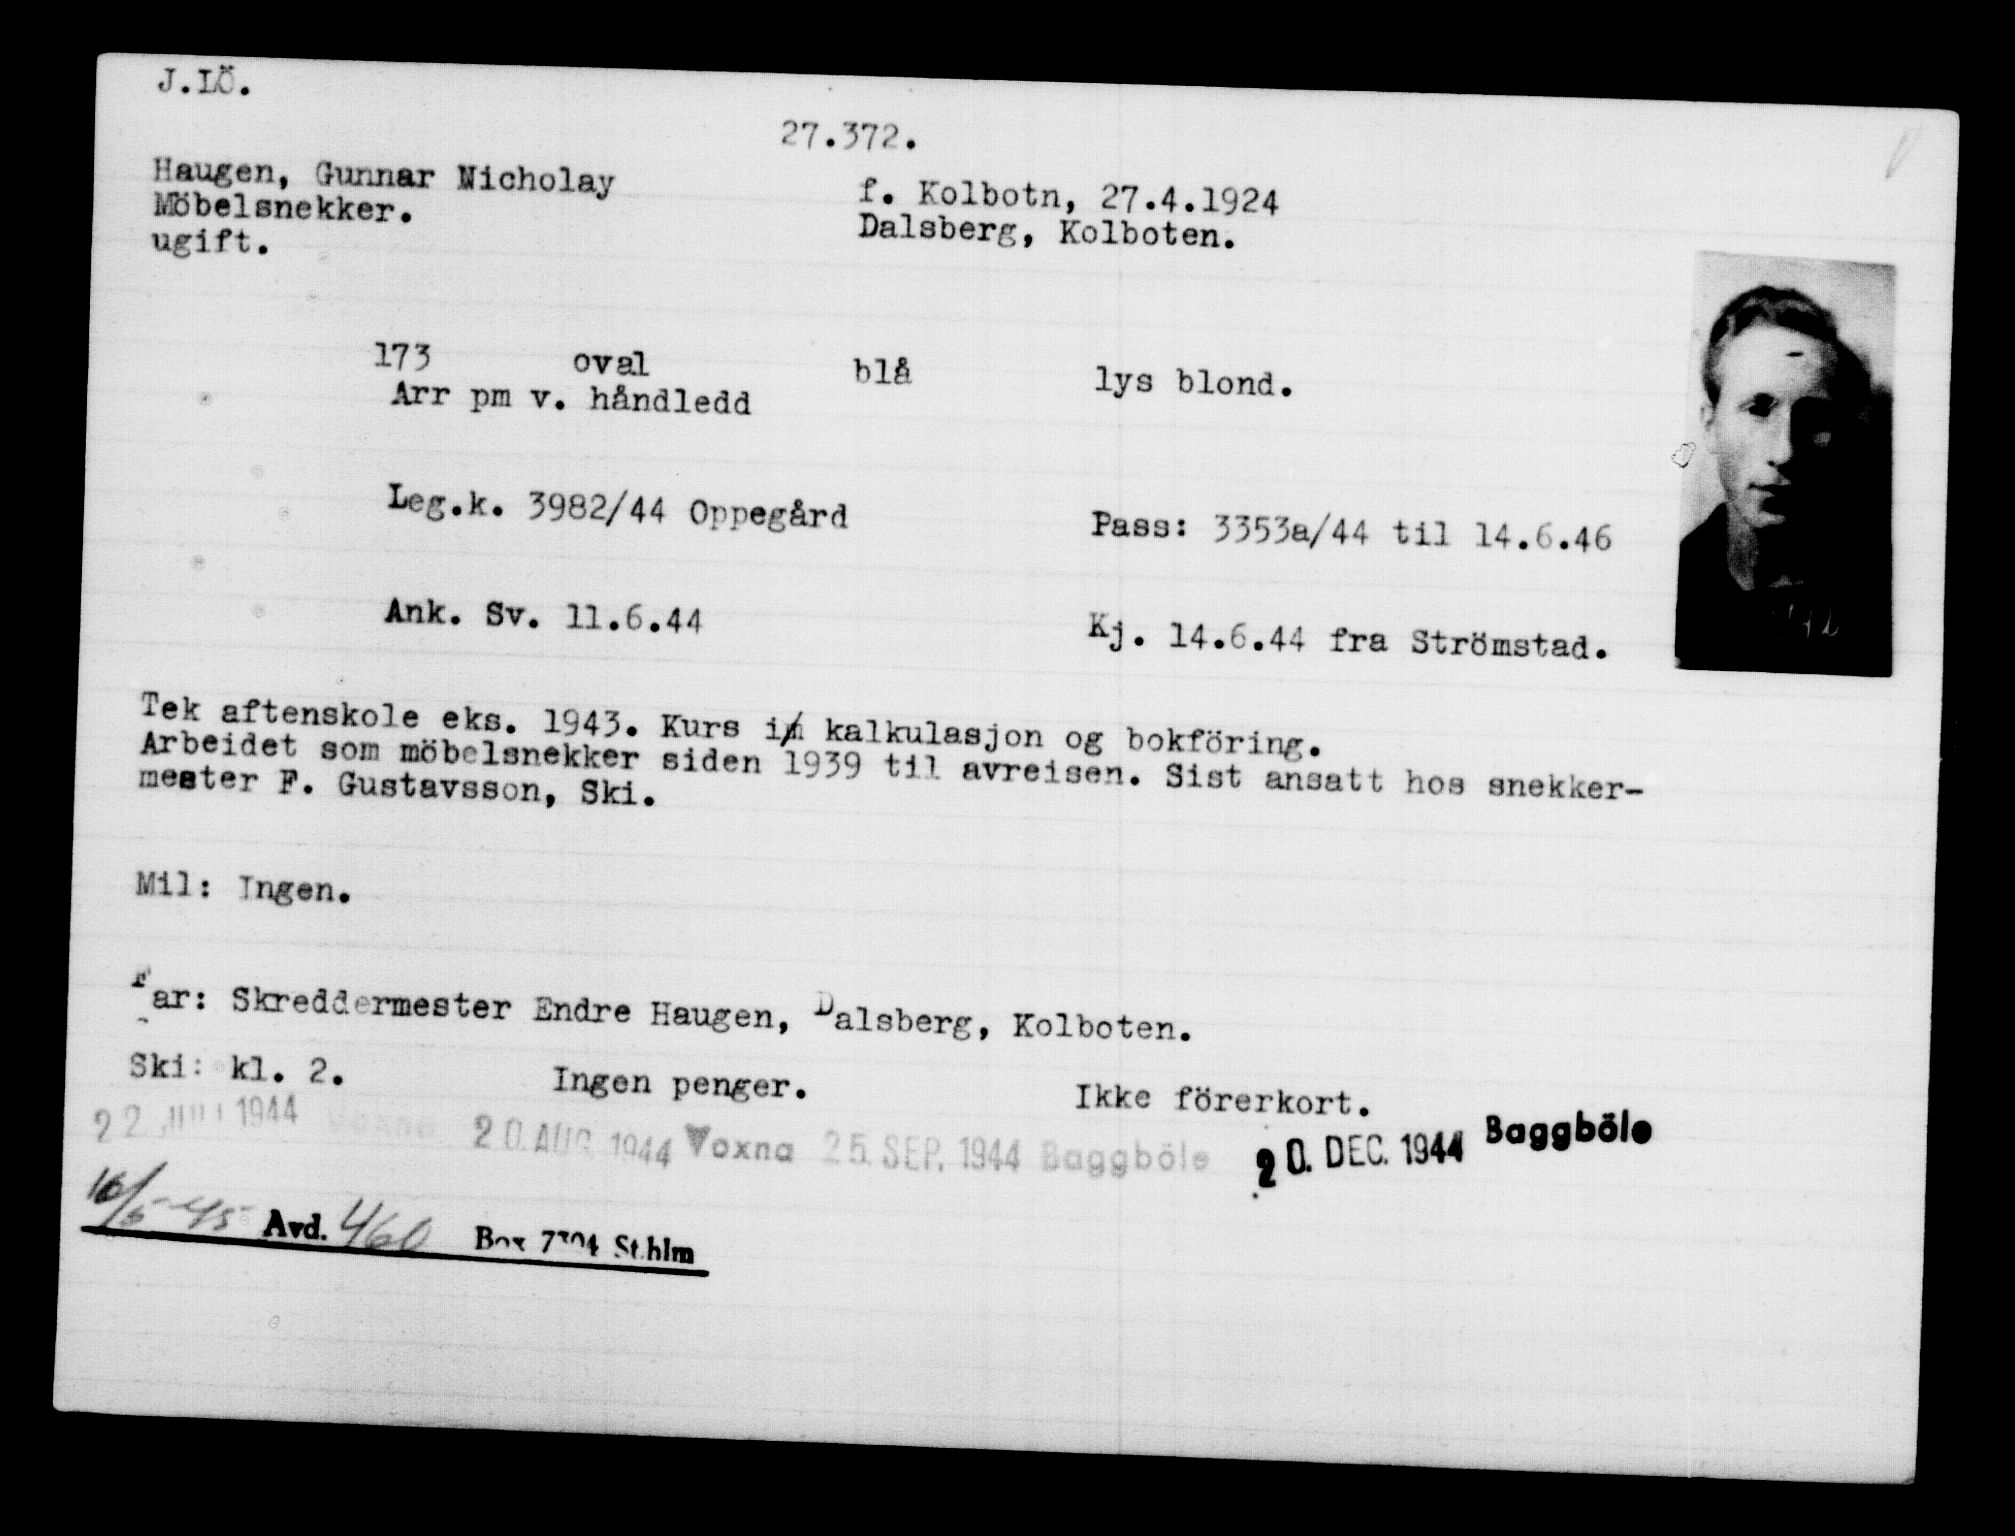 J.LÖ.
27.372.
Haugen, Gunnar Nicholay
f. Kolbotn, 27.4.1924
Möbelsnekker.
Dalsberg, Kolboten.
ugift.
173 oval blå lys blond.
Arr pm v. håndledd
Leg.k. 3982/44 Oppegård
Pass: 3353a/44 til 14.6.46
Ank. Sv. 11.6.44
Kj. 14.6.44 fra Strömstad.
Tek aftenskole eks. 1943. Kurs i kalkulasjon og bokföring.
Arbeidet som möbelsnekker siden 1939 til avreisen. Sist ansatt hos snekker-
mester F. Gustavsson, Ski.
Mil: Ingen.
Far: Skreddermester Endre Haugen, Dalsberg, Kolboten.
Ski: kl. 2. Ingen penger. Ikke förerkort.
22 1944 Voxna 20. AUG. 1944 Voxna 25. SEP. 1944 Baggböle 20. DEC. 1944 Baggböle
16/5-45 Avd. 460 Box St.hlm